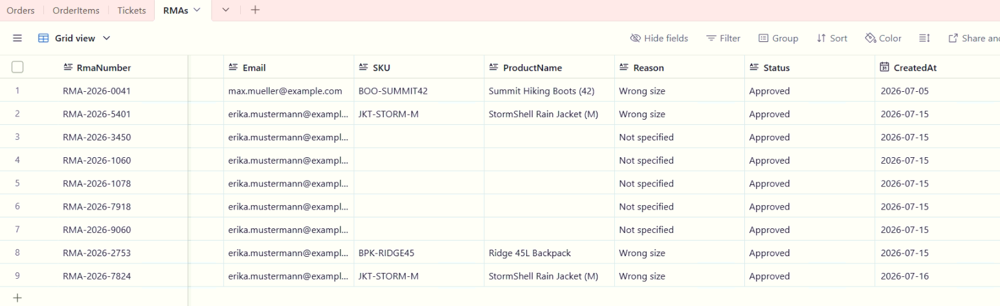 Orders OrderItems Tickets RMAs
Grid view Hide fields Filter Group Sort Color Share and
RmaNumber Email SKU ProductName Reason Status CreatedAt
1 RMA-2026-0041 max.mueller@example.com BOO-SUMMIT42 Summit Hiking Boots (42) Wrong size Approved 2026-07-05
2 RMA-2026-5401 erika.mustermann@exampl... JKT-STORM-M StormShell Rain Jacket (M) Wrong size Approved 2026-07-15
3 RMA-2026-3450 erika.mustermann@exampl... Not specified Approved 2026-07-15
4 RMA-2026-1060 erika.mustermann@exampl... Not specified Approved 2026-07-15
5 RMA-2026-1078 erika.mustermann@exampl... Not specified Approved 2026-07-15
6 RMA-2026-7918 erika.mustermann@exampl... Not specified Approved 2026-07-15
7 RMA-2026-9060 erika.mustermann@exampl... Not specified Approved 2026-07-15
8 RMA-2026-2753 erika.mustermann@exampl... BPK-RIDGE45 Ridge 45L Backpack Wrong size Approved 2026-07-15
9 RMA-2026-7824 erika.mustermann@exampl... JKT-STORM-M StormShell Rain Jacket (M) Wrong size Approved 2026-07-16